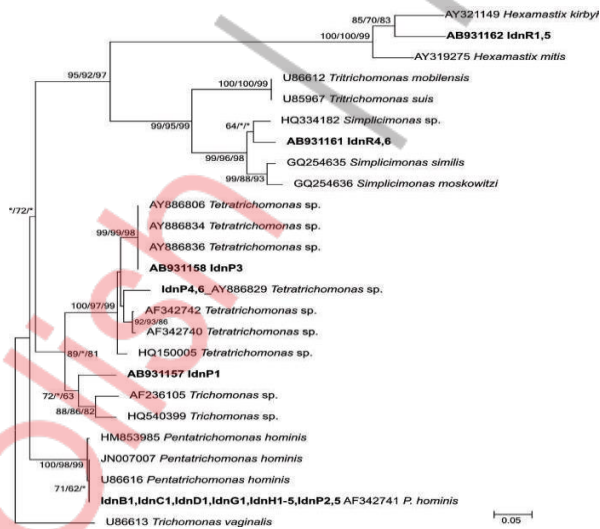 85/70/83
AY321149 Hexamastix kirbyi
100/100/99
AB931162 IdnR1,5
AY319275 Hexamastix mitis
95/92/97
100/100/99
U86612 Tritrichomonas mobilensis
U85967 Tritrichomonas suis
99/95/99
64/*/*
HQ334182 Simplicimonas sp.
AB931161 IdnR4,6
99/96/98
GQ254635 Simplicimonas similis
99/88/93
GQ254636 Simplicimonas moskowitzi
*/72/*
AY886806 Tetratrichomonas sp.
AY886834 Tetratrichomonas sp.
99/99/98
AY886836 Tetratrichomonas sp.
AB931158 IdnP3
IdnP4,6_AY886829 Tetratrichomonas sp.
100/97/99
AF342742 Tetratrichomonas sp.
92/93/86
AF342740 Tetratrichomonas sp.
89/*/81
HQ150005 Tetratrichomonas sp.
AB931157 IdnP1
72/*/63
AF236105 Trichomonas sp.
88/86/82
HQ540399 Trichomonas sp.
HM853985 Pentatrichomonas hominis
100/98/99
JN007007 Pentatrichomonas hominis
U86616 Pentatrichomonas hominis
71/62/*
IdnB1,IdnC1,IdnD1,IdnG1,IdnH1-5,IdnP2,5 AF342741 P. hominis
U86613 Trichomonas vaginalis
0.05